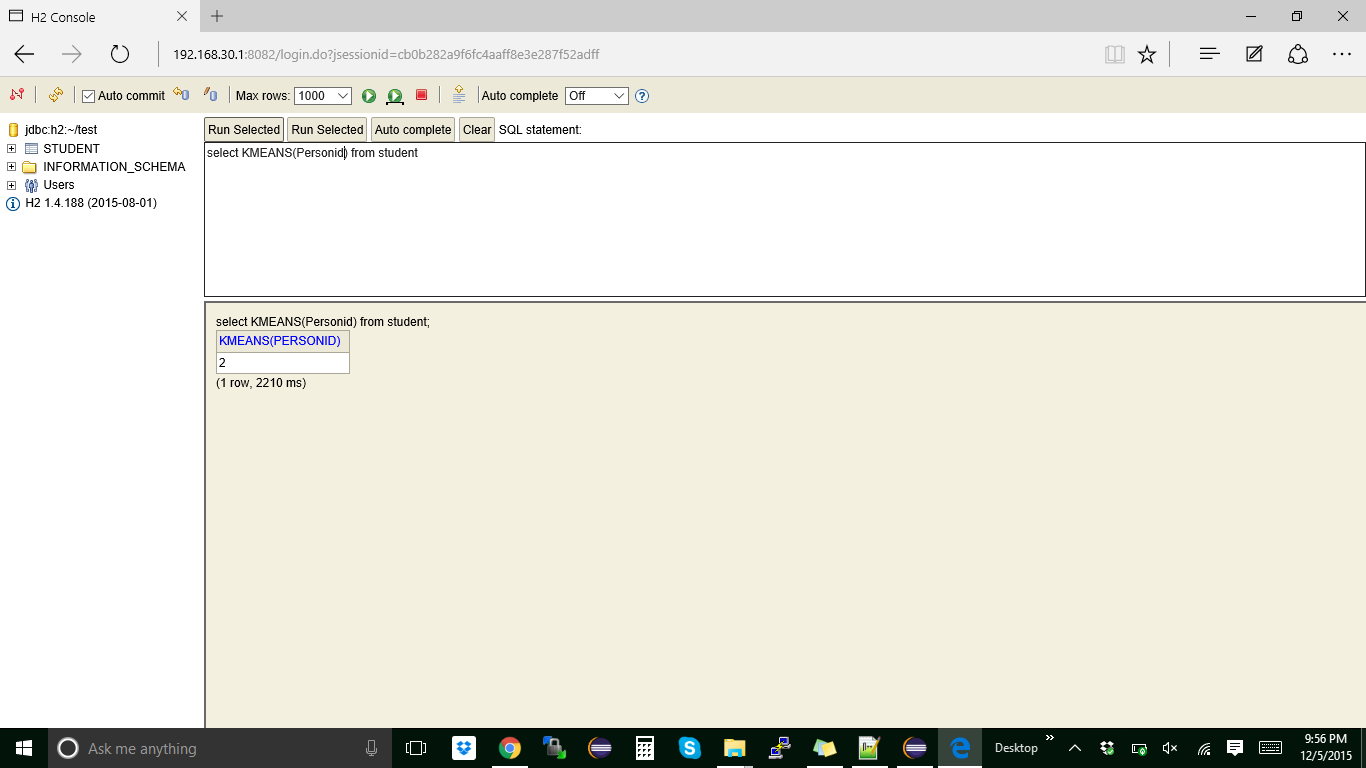 H2 Console
192.168.30.1:8082/login.do?jsessionid=cb0b282a9f6fc4aaff8e3e287f52adff
Auto commit Max rows: 1000 Auto complete Off
Run Selected Run Selected Auto complete Clear SQL statement:
jdbc:h2:~/test
STUDENT
INFORMATION_SCHEMA
Users
H2 1.4.188 (2015-08-01)
select KMEANS(Personid) from student
select KMEANS(Personid) from student;
KMEANS(PERSONID)
2
(1 row, 2210 ms)
Ask me anything
Desktop
9:56 PM
12/5/2015